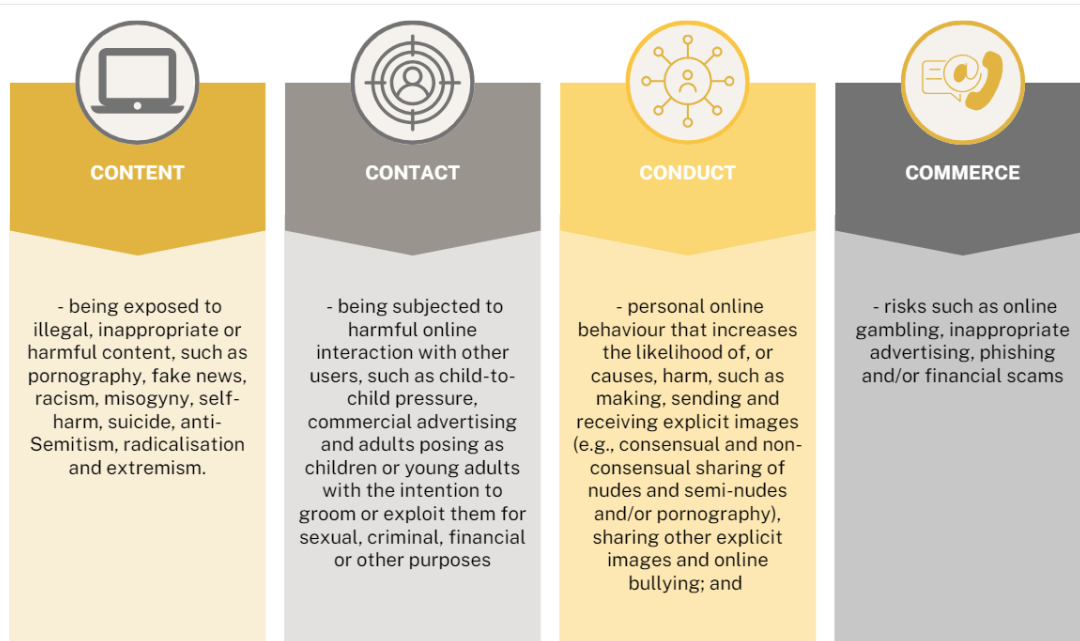 CONTENT
- being exposed to
illegal, inappropriate or
harmful content, such as
pornography, fake news,
racism, misogyny, self-
harm, suicide, anti-
Semitism, radicalisation
and extremism.
CONTACT
- being subjected to
harmful online
interaction with other
users, such as child-to-
child pressure,
commercial advertising
and adults posing as
children or young adults
with the intention to
groom or exploit them for
sexual, criminal, financial
or other purposes
CONDUCT
- personal online
behaviour that increases
the likelihood of, or
causes, harm, such as
making, sending and
receiving explicit images
(e.g., consensual and non-
consensual sharing of
nudes and semi-nudes
and/or pornography),
sharing other explicit
images and online
bullying; and
COMMERCE
- risks such as online
gambling, inappropriate
advertising, phishing
and/or financial scams